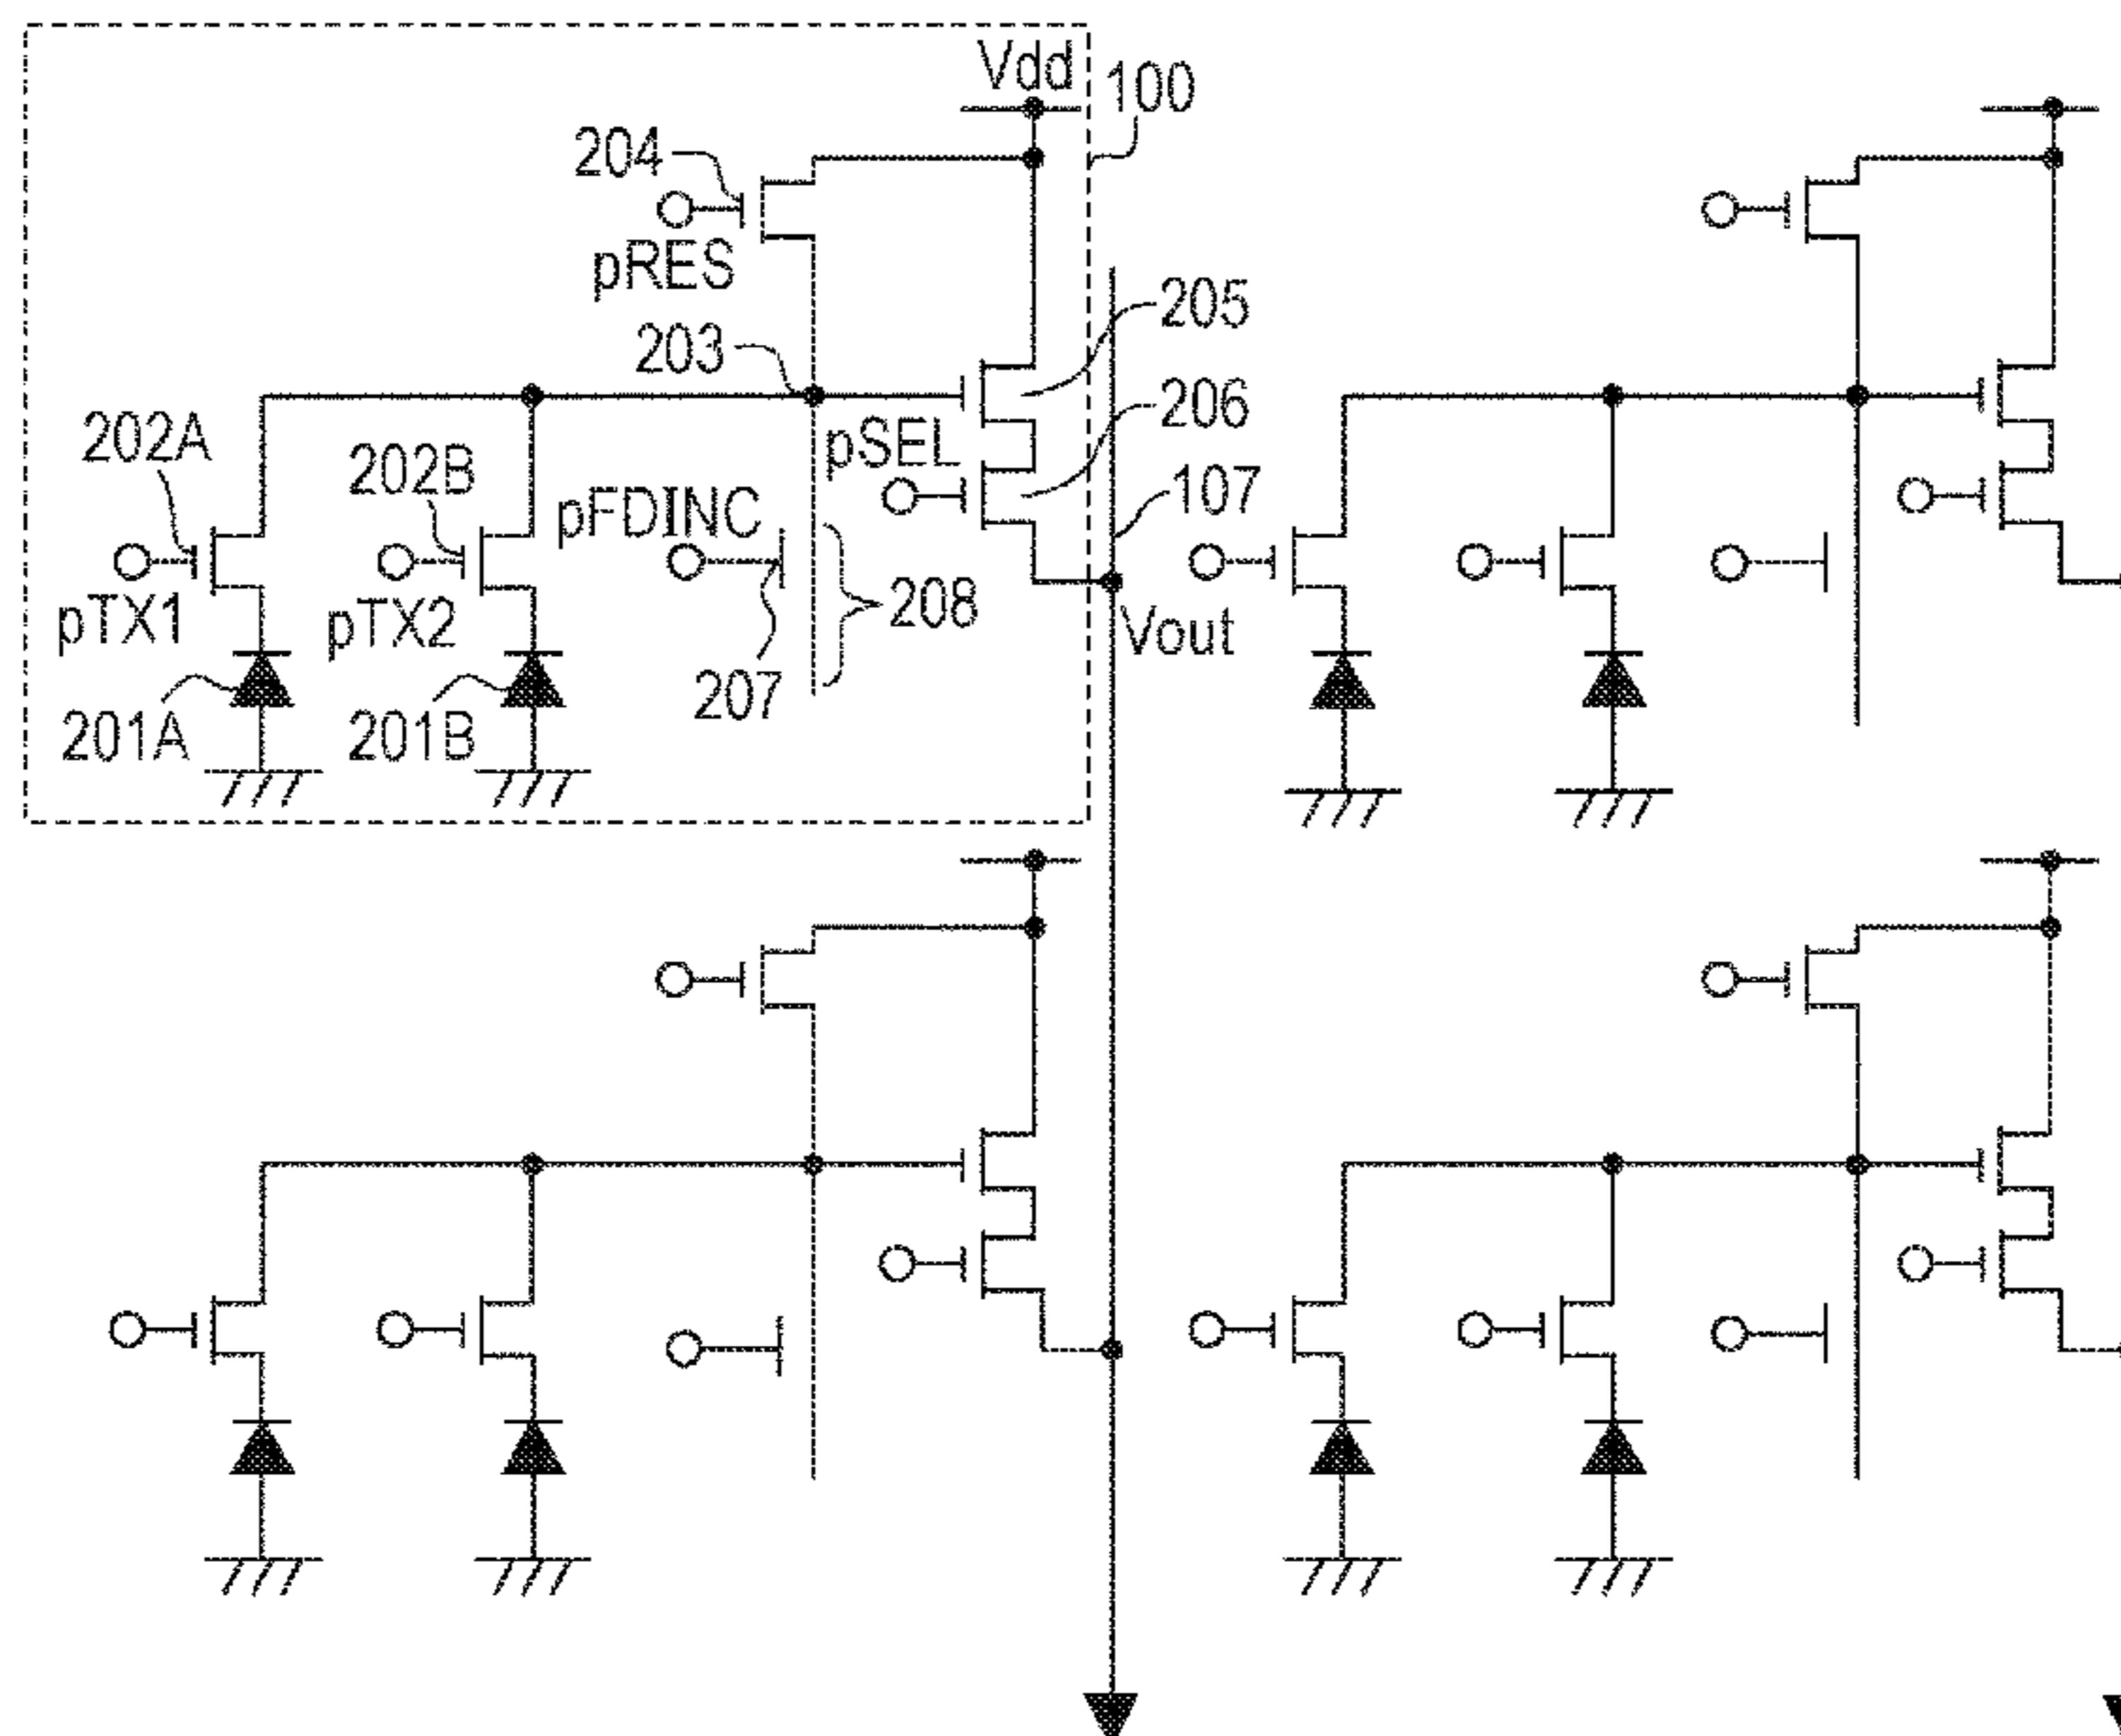 Vdd
100
204
pRES
203
205
206
202A
202B
pSEL
pFDINC
107
pTX1
pTX2
208
Vout
207
201A
201B